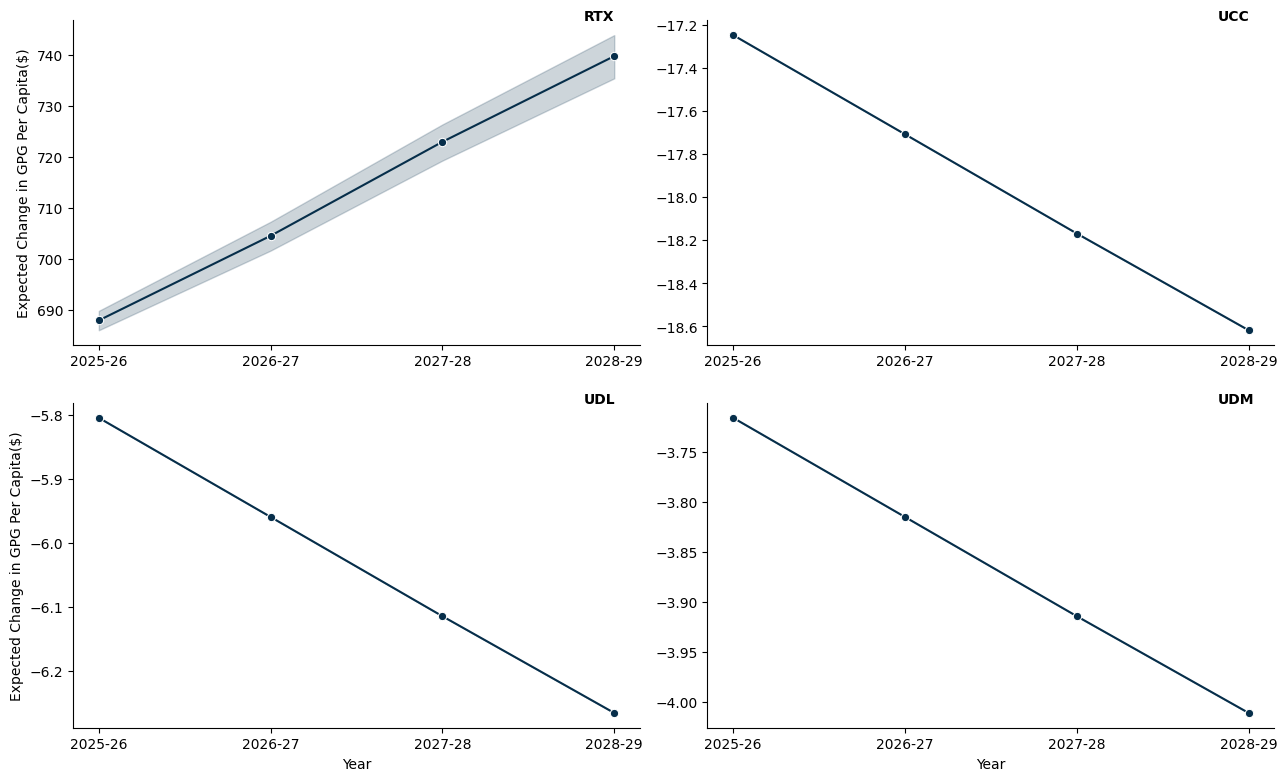 RTX
Expected Change in GPG Per Capita($)
740
730
720
710
700
690
2025-26 2026-27 2027-28 2028-29
UCC
−17.2
−17.4
−17.6
−17.8
−18.0
−18.2
−18.4
−18.6
2025-26 2026-27 2027-28 2028-29
UDL
Expected Change in GPG Per Capita($)
−5.8
−5.9
−6.0
−6.1
−6.2
2025-26 2026-27 2027-28 2028-29
Year
UDM
−3.75
−3.80
−3.85
−3.90
−3.95
−4.00
2025-26 2026-27 2027-28 2028-29
Year